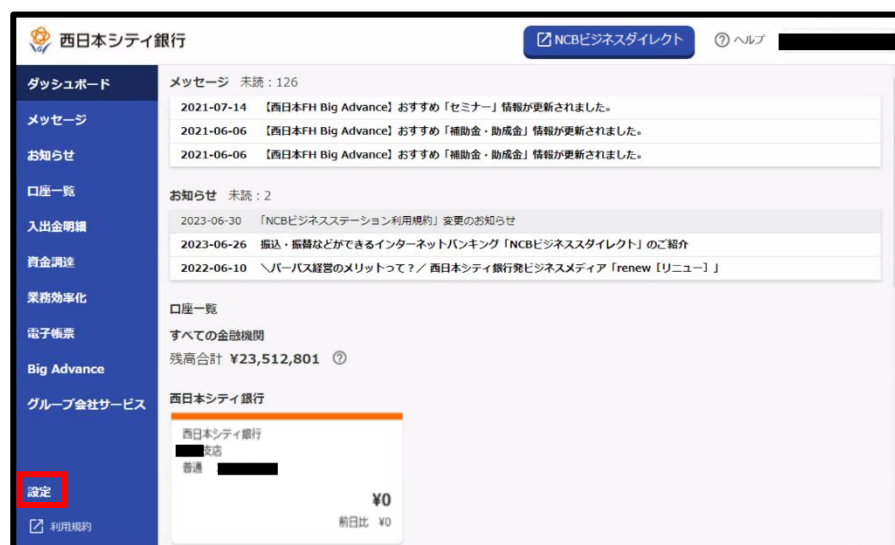 西日本シティ銀行
NCBビジネスダイレクト
ヘルプ
ダッシュボード
メッセージ
お知らせ
口座一覧
入出金明細
資金調達
業務効率化
電子帳票
Big Advance
グループ会社サービス
設定
利用規約
メッセージ 未読:126
2021-07-14 【西日本FH Big Advance】おすすめ「セミナー」情報が更新されました。
2021-06-06 【西日本FH Big Advance】おすすめ「補助金・助成金」情報が更新されました。
2021-06-06 【西日本FH Big Advance】おすすめ「補助金・助成金」情報が更新されました。
お知らせ 未読:2
2023-06-30 「NCBビジネスステーション利用規約」変更のお知らせ
2023-06-26 振込・振替などができるインターネットバンキング「NCBビジネスダイレクト」のご紹介
2022-06-10 ＼パーパス経営のメリットって?／ 西日本シティ銀行発ビジネスメディア「renew[リニュー]」
口座一覧
すべての金融機関
残高合計 ¥23,512,801
西日本シティ銀行
西日本シティ銀行
支店
普通
¥0
前日比 ¥0